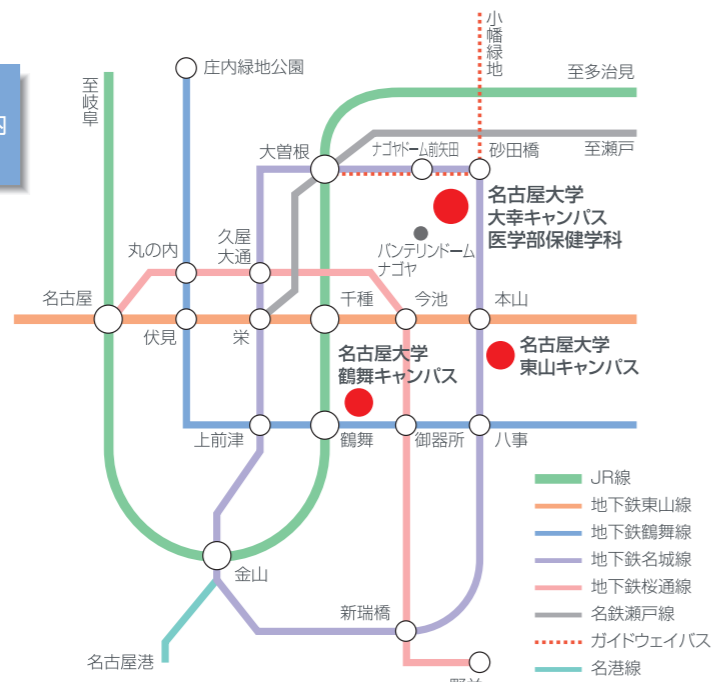 内
小幡緑地
至岐阜
庄内緑地公園
至多治見
大曽根
ナゴヤドーム前矢田
砂田橋
至瀬戸
名古屋大学
大幸キャンパス
医学部保健学科
バンテリンドーム
ナゴヤ
丸の内
久屋
大通
名古屋
千種
今池
本山
伏見
栄
名古屋大学
鶴舞キャンパス
名古屋大学
東山キャンパス
上前津
鶴舞
御器所
八事
JR線
地下鉄東山線
地下鉄鶴舞線
地下鉄名城線
地下鉄桜通線
名鉄瀬戸線
ガイドウェイバス
名港線
金山
新瑞橋
名古屋港